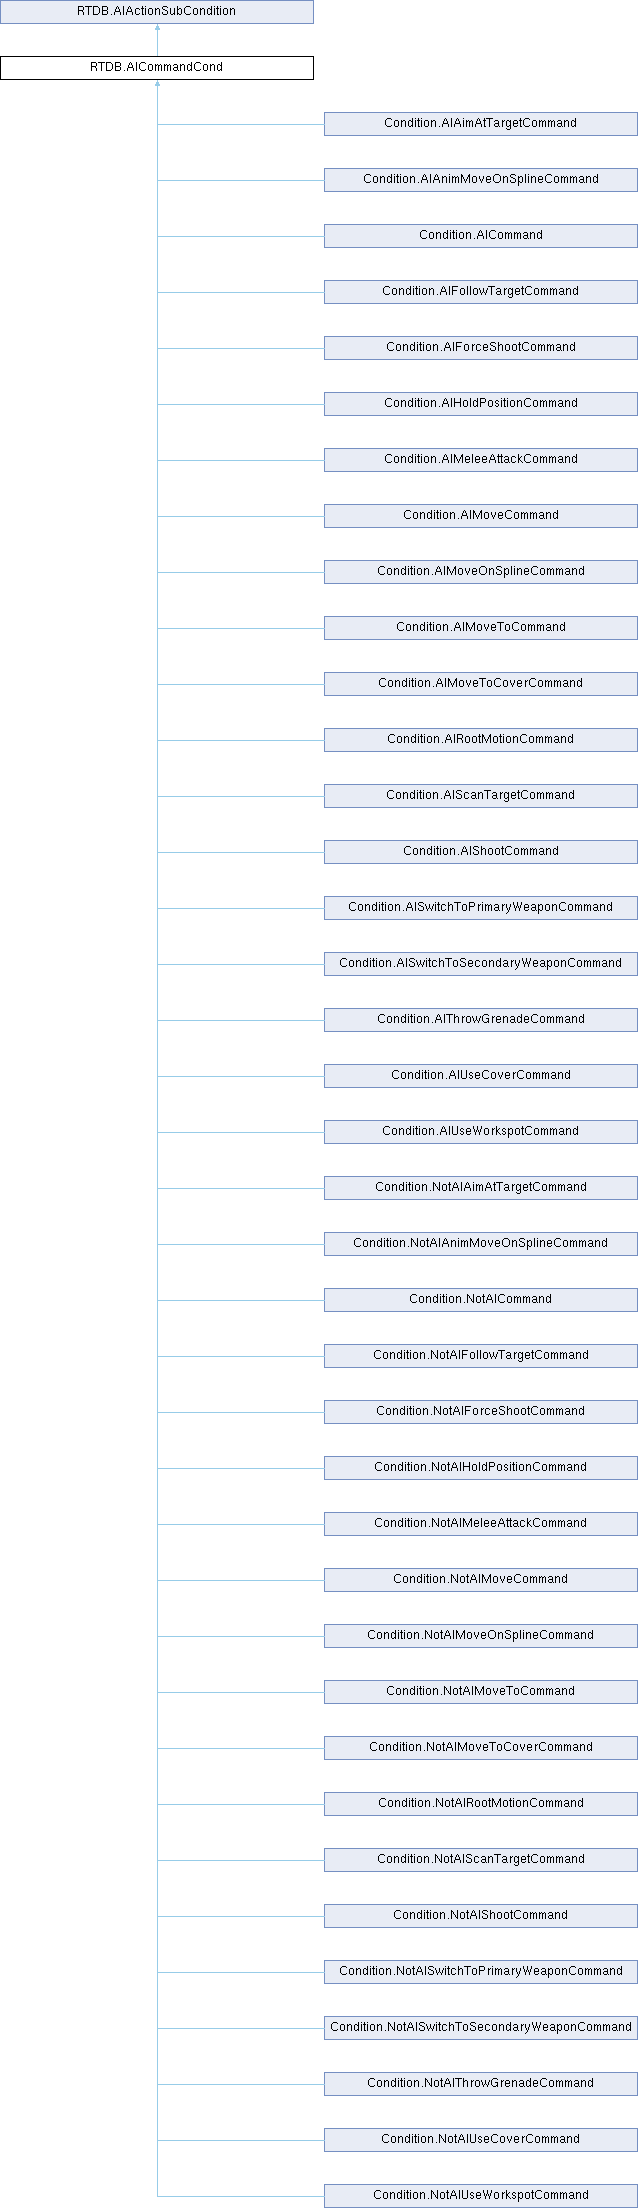 RTDB.AIActionSubCondition
RTDB.AICommandCond
Condition.AIAimAtTargetCommand
Condition.AIAnimMoveOnSplineCommand
Condition.AICommand
Condition.AIFollowTargetCommand
Condition.AIForceShootCommand
Condition.AIHoldPositionCommand
Condition.AIMeleeAttackCommand
Condition.AIMoveCommand
Condition.AIMoveOnSplineCommand
Condition.AIMoveToCommand
Condition.AIMoveToCoverCommand
Condition.AIRootMotionCommand
Condition.AIScanTargetCommand
Condition.AIShootCommand
Condition.AISwitchToPrimaryWeaponCommand
Condition.AISwitchToSecondaryWeaponCommand
Condition.AIThrowGrenadeCommand
Condition.AIUseCoverCommand
Condition.AIUseWorkspotCommand
Condition.NotAIAimAtTargetCommand
Condition.NotAIAnimMoveOnSplineCommand
Condition.NotAICommand
Condition.NotAIFollowTargetCommand
Condition.NotAIForceShootCommand
Condition.NotAIHoldPositionCommand
Condition.NotAIMeleeAttackCommand
Condition.NotAIMoveCommand
Condition.NotAIMoveOnSplineCommand
Condition.NotAIMoveToCommand
Condition.NotAIMoveToCoverCommand
Condition.NotAIRootMotionCommand
Condition.NotAIScanTargetCommand
Condition.NotAIShootCommand
Condition.NotAISwitchToPrimaryWeaponCommand
Condition.NotAISwitchToSecondaryWeaponCommand
Condition.NotAIThrowGrenadeCommand
Condition.NotAIUseCoverCommand
Condition.NotAIUseWorkspotCommand